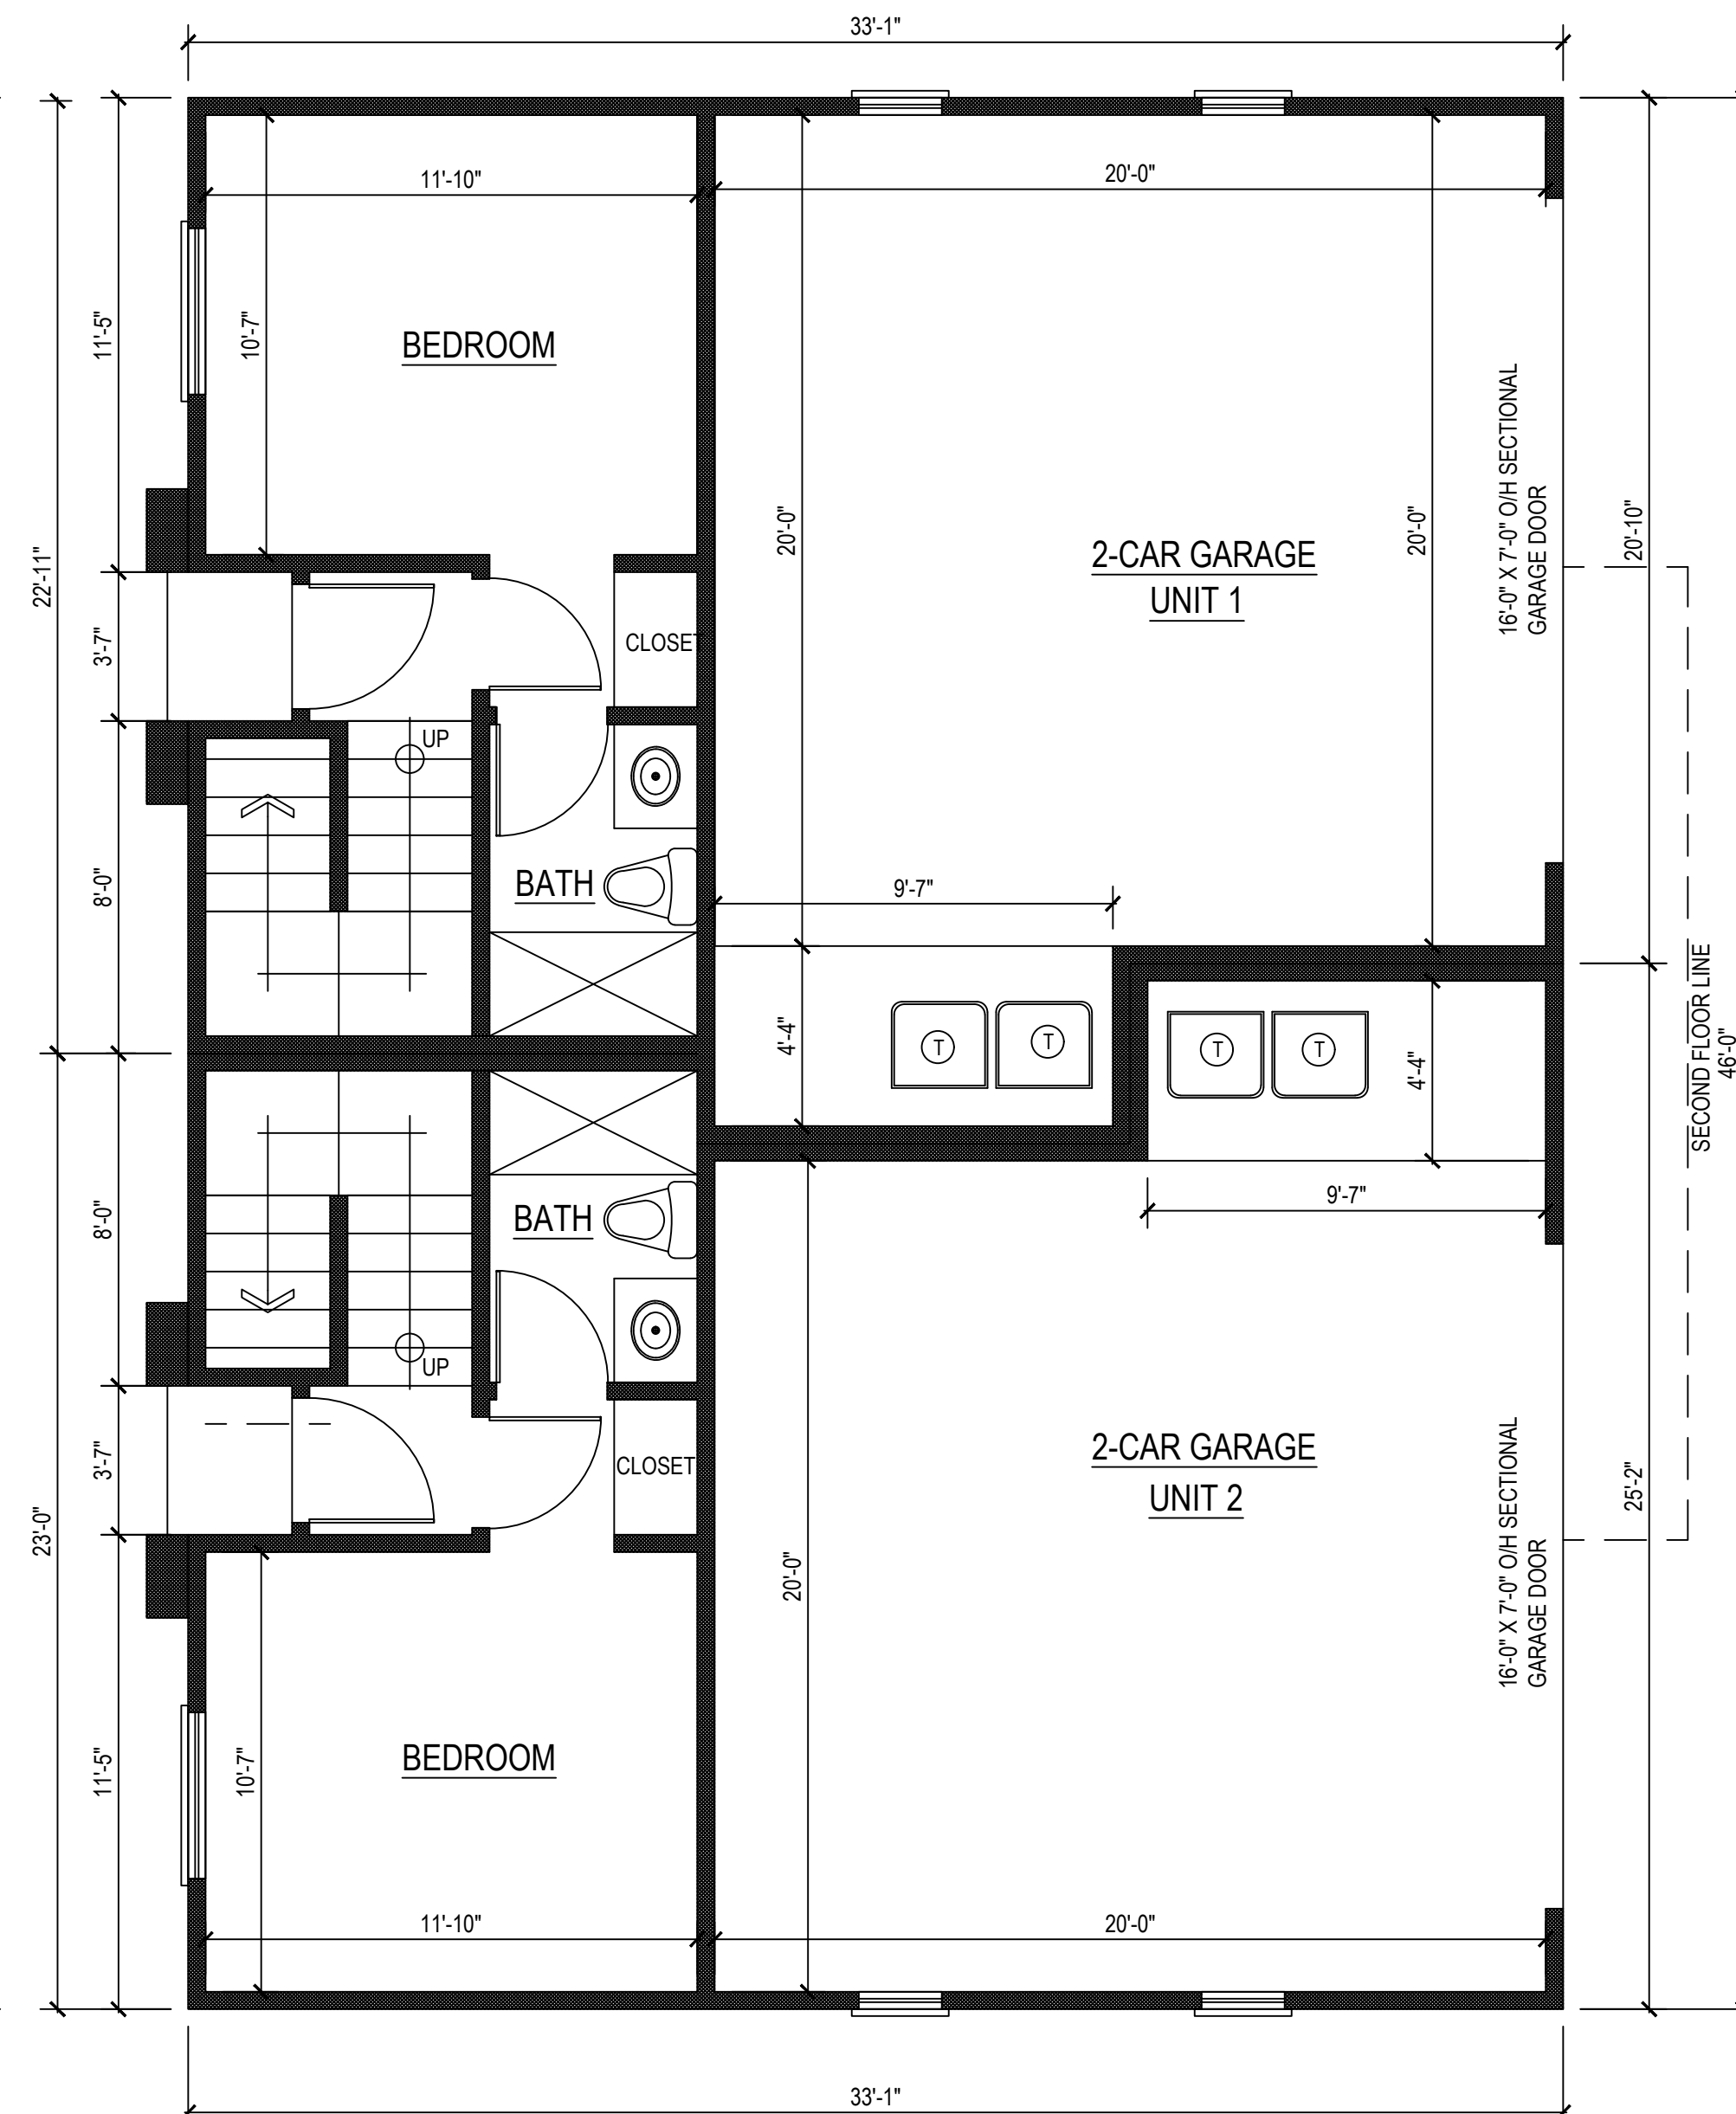 33'-1"
11'-10"
20'-0"
11'-5"
10'-7"
BEDROOM
22'-11"
20'-0"
20'-0"
16'-0" X 7'-0" O/H SECTIONAL
GARAGE DOOR
20'-10"
2-CAR GARAGE
UNIT 1
3'-7"
CLOSET
UP
8'-0"
BATH
9'-7"
4'-4"
T
T
T
T
4'-4"
SECOND FLOOR LINE
46'-0"
8'-0"
BATH
9'-7"
UP
3'-7"
CLOSET
2-CAR GARAGE
UNIT 2
23'-0"
20'-0"
16'-0" X 7'-0" O/H SECTIONAL
GARAGE DOOR
25'-2"
11'-5"
10'-7"
BEDROOM
11'-10"
20'-0"
33'-1"